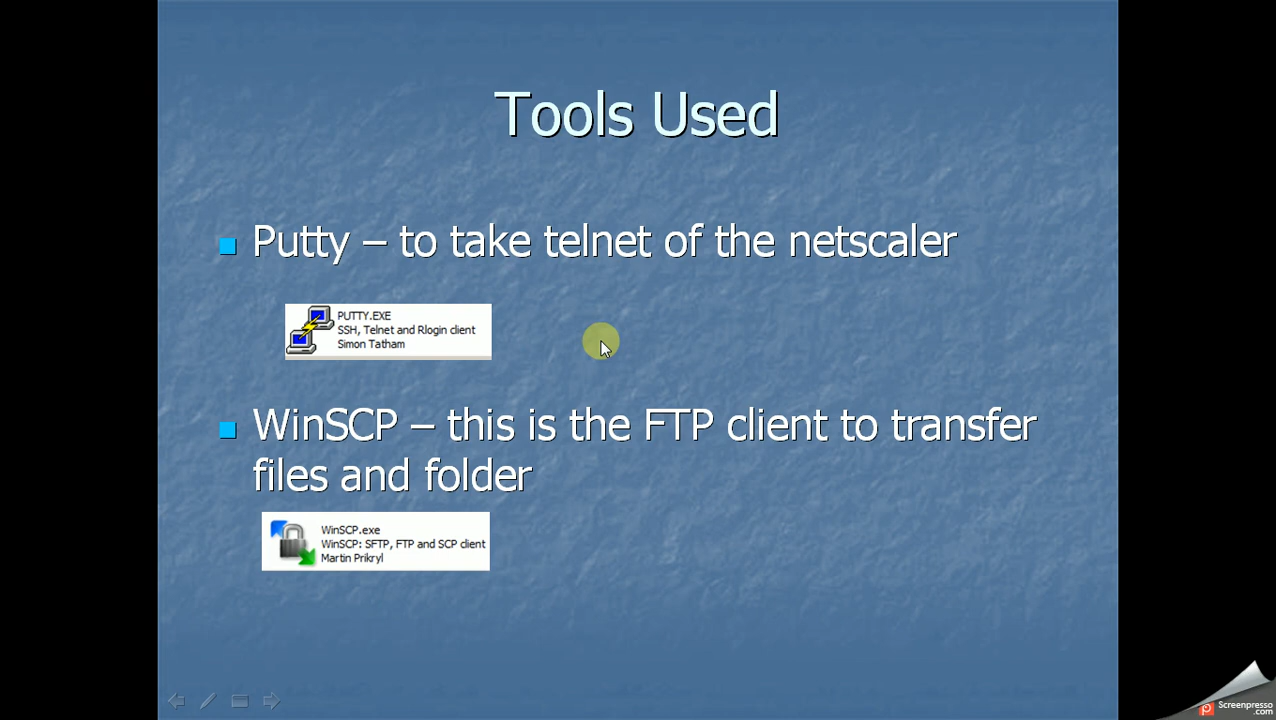 Tools Used
Putty – to take telnet of the netscaler
PUTTY.EXE
SSH, Telnet and Rlogin client
Simon Tatham
WinSCP – this is the FTP client to transfer
files and folder
WinSCP.exe
WinSCP: SFTP, FTP and SCP client
Martin Prikryl
Screenpresso
.com